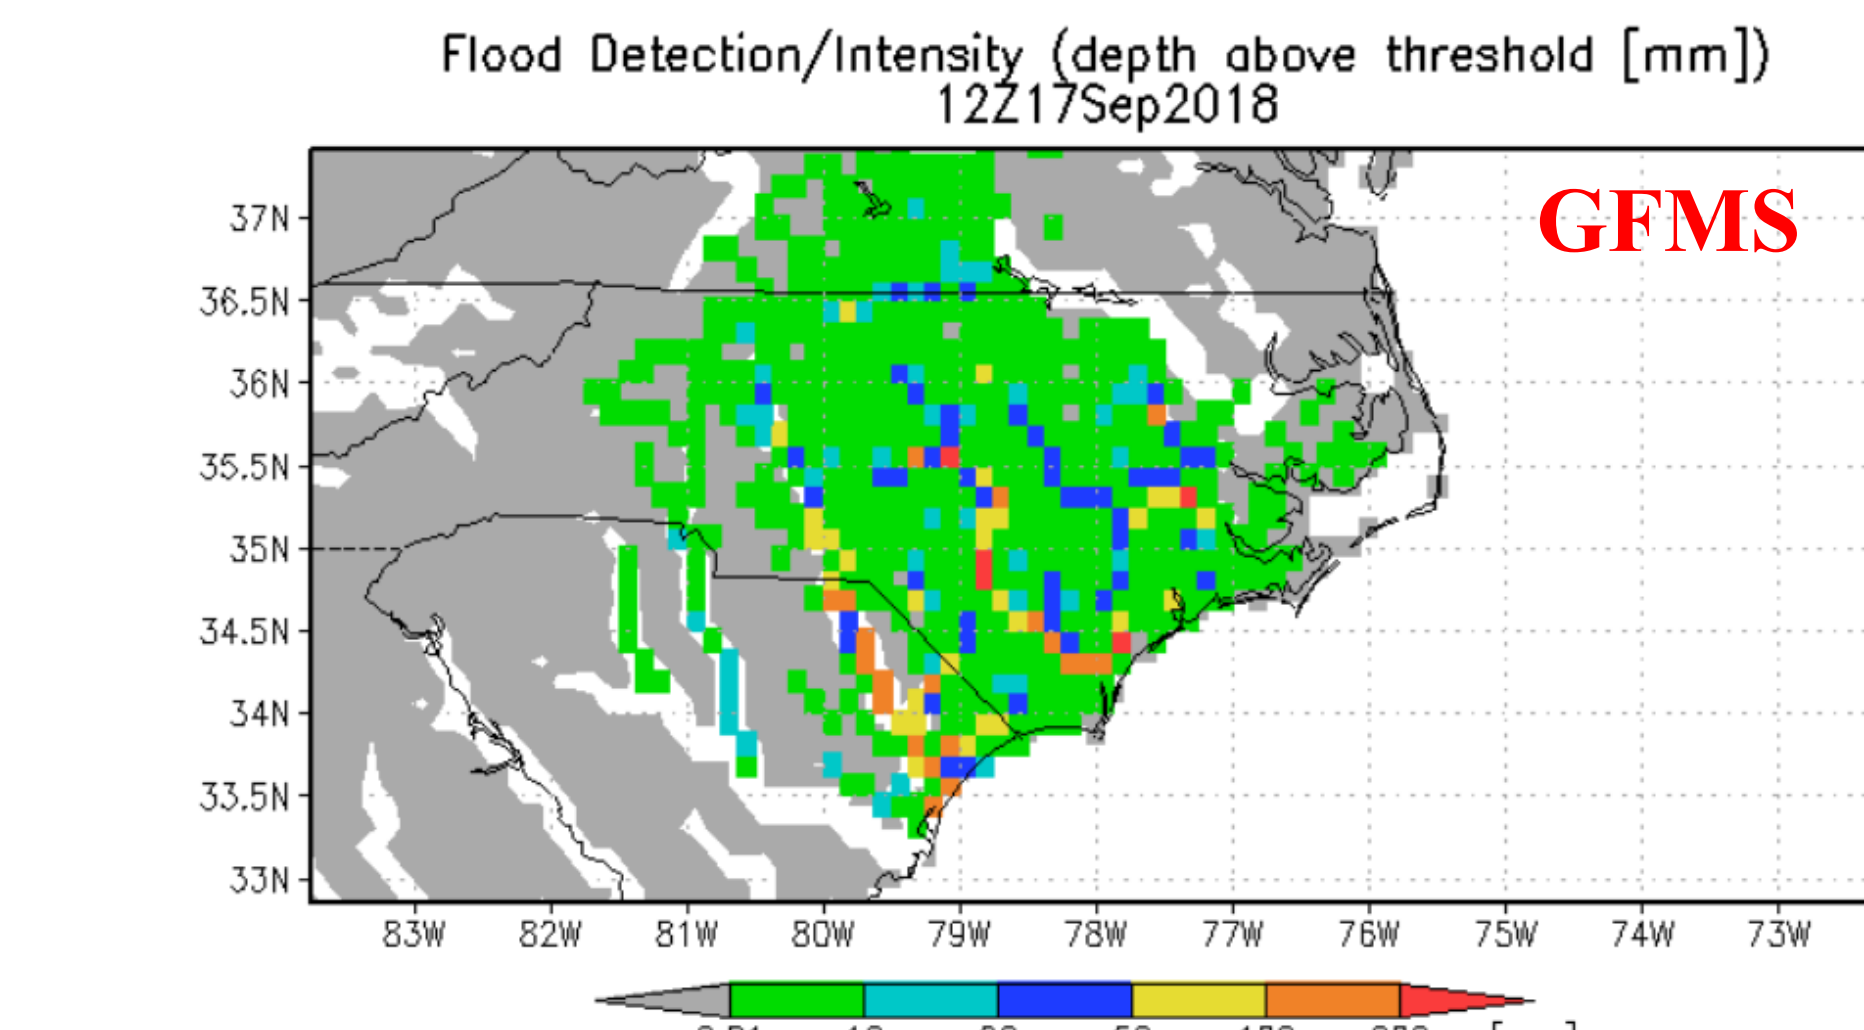 Flood Detection/Intensity (depth above threshold [mm])
12Z17Sep2018
GFMS
37N
36.5N
36N
35.5N
35N
34.5N
34N
33.5N
33N
83W 82W 81W 80W 79W 78W 77W 76W 75W 74W 73W